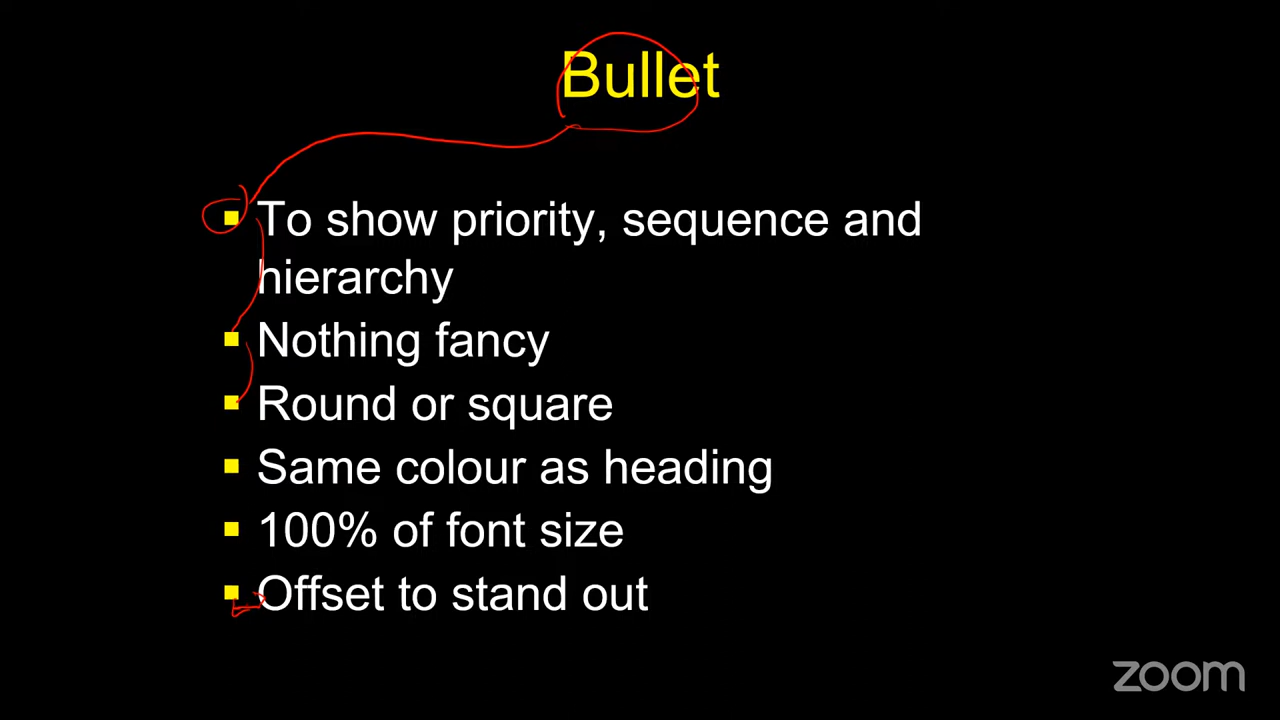 Bullet
To show priority, sequence and
hierarchy
Nothing fancy
Round or square
Same colour as heading
100% of font size
Offset to stand out
zoom